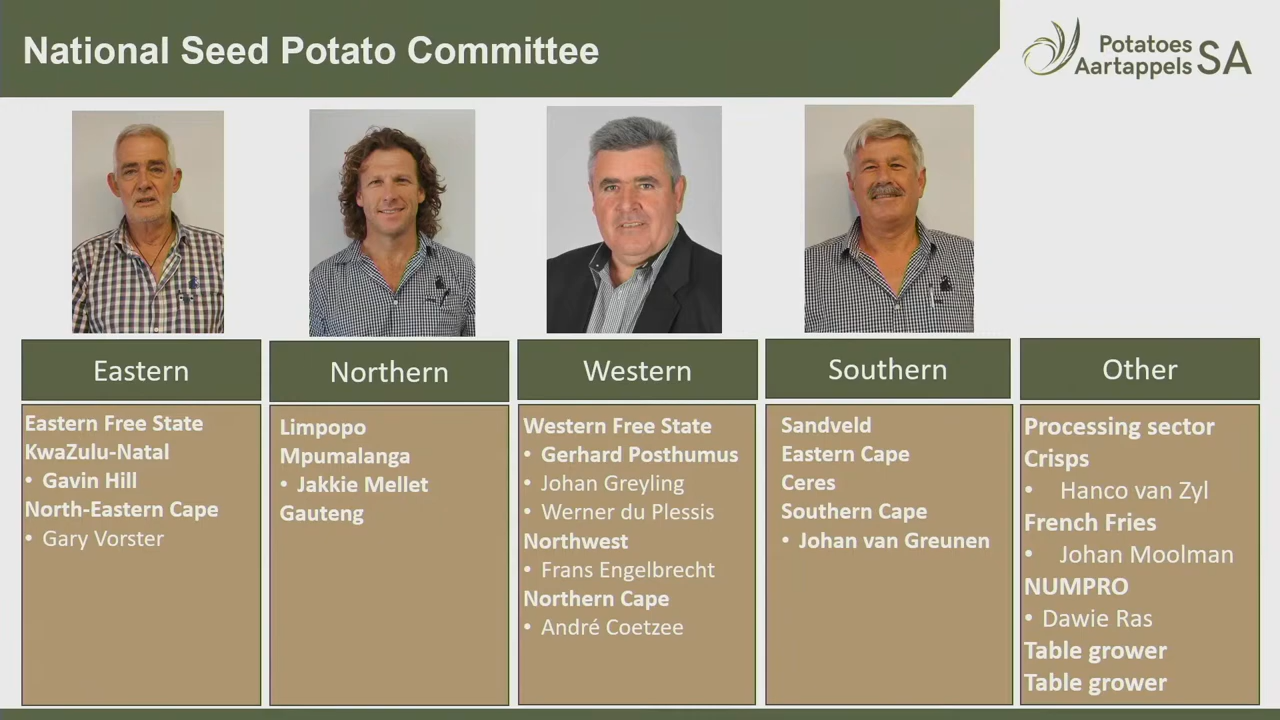 National Seed Potato Committee
Potatoes
Aartappels
SA
Eastern
Eastern Free State
KwaZulu-Natal
• Gavin Hill
North-Eastern Cape
• Gary Vorster
Northern
Limpopo
Mpumalanga
• Jakkie Mellet
Gauteng
Western
Western Free State
• Gerhard Posthumus
• Johan Greyling
• Werner du Plessis
Northwest
• Frans Engelbrecht
Northern Cape
• André Coetzee
Southern
Sandveld
Eastern Cape
Ceres
Southern Cape
• Johan van Greunen
Other
Processing sector
Crisps
• Hanco van Zyl
French Fries
• Johan Moolman
NUMPRO
• Dawie Ras
Table grower
Table grower